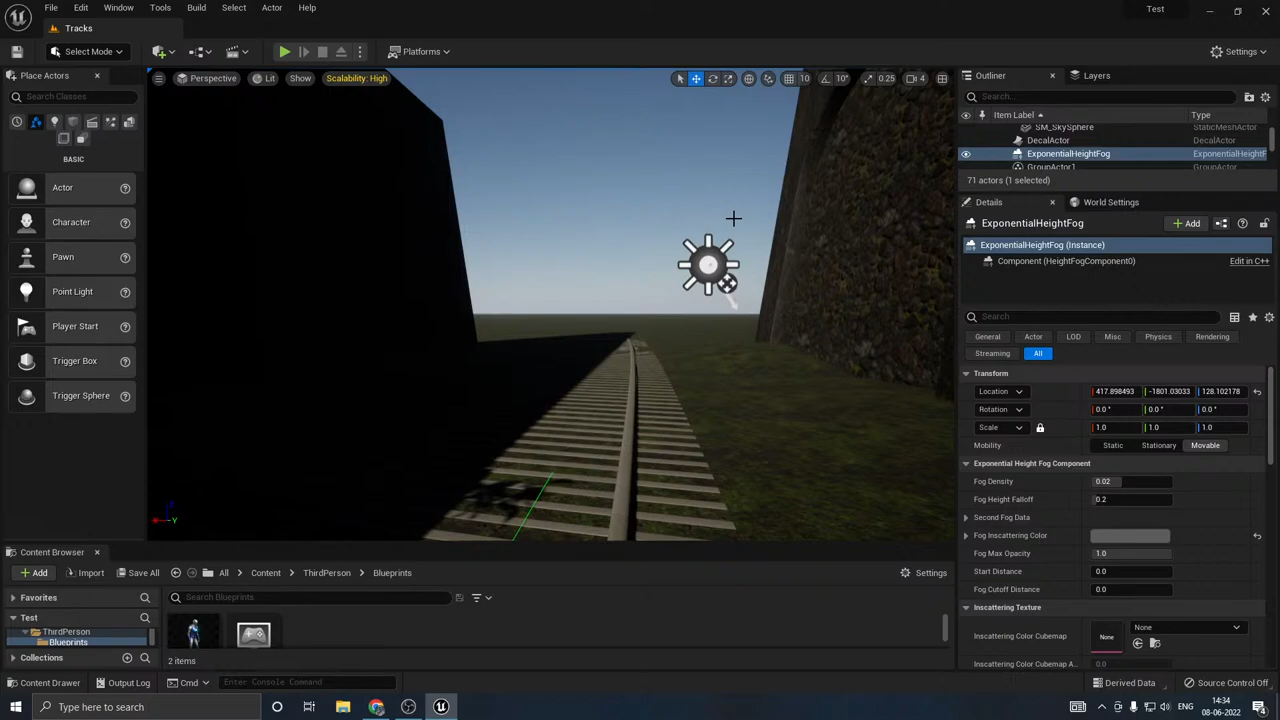 File Edit Window Tools Build Select Actor Help
Test
Tracks
Select Mode
Platforms
Settings
Place Actors
Search Classes
BASIC
Actor
Character
Pawn
Point Light
Player Start
Trigger Box
Trigger Sphere
Perspective Lit Show Scalability: High
10 10° 0.25 4
Y
Outliner Layers
Search...
Item Label Type
SM_SkySphere StaticMeshActor
DecalActor DecalActor
ExponentialHeightFog ExponentialHeightF
GroupActor1 GroupActor
71 actors (1 selected)
Details World Settings
ExponentialHeightFog Add
ExponentialHeightFog (Instance)
Component (HeightFogComponent0) Edit in C++
Search
General Actor LOD Misc Physics Rendering
Streaming All
Transform
Location 417.898493 -1801.03033 128.102178
Rotation 0.0 ° 0.0 ° 0.0 °
Scale 1.0 1.0 1.0
Mobility Static Stationary Movable
Exponential Height Fog Component
Fog Density 0.02
Fog Height Falloff 0.2
Second Fog Data
Fog Inscattering Color
Fog Max Opacity 1.0
Start Distance 0.0
Fog Cutoff Distance 0.0
Inscattering Texture
Inscattering Color Cubemap None None
Inscattering Color Cubemap A... 0.0
Content Browser
Add Import Save All All Content ThirdPerson Blueprints Settings
Favorites
Search Blueprints
Test
ThirdPerson
Blueprints
Collections
2 items
Content Drawer Output Log Cmd Enter Console Command Derived Data Source Control Off
Type here to search
ENG
14:34
08-06-2022
4